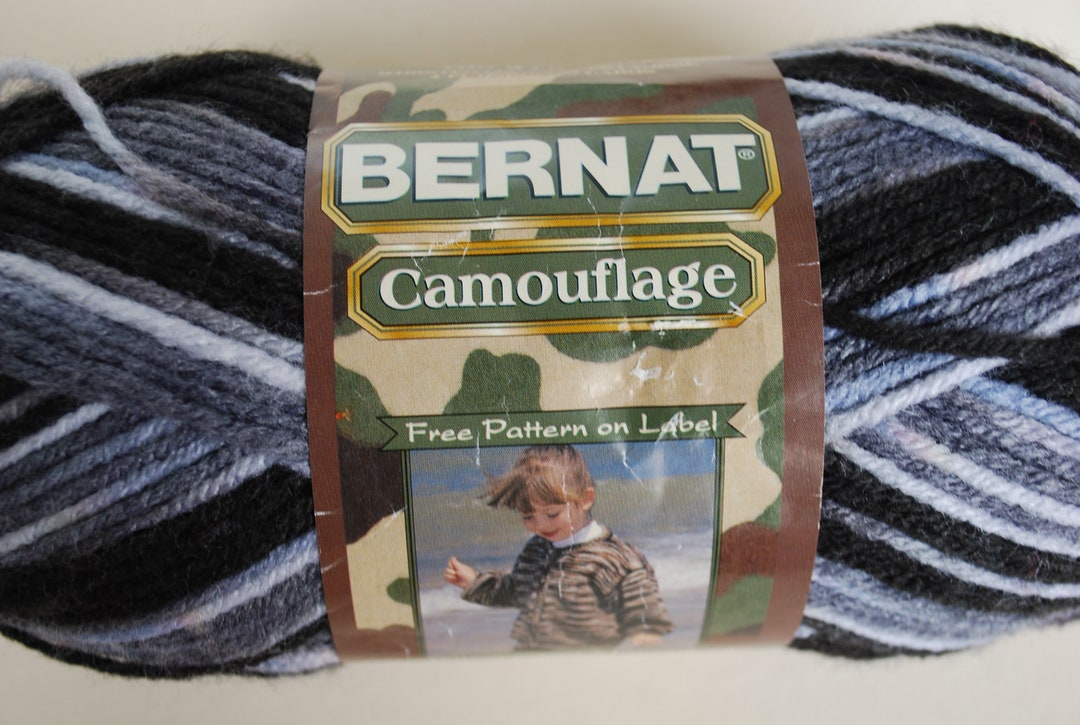 BERNAT®
Camouflage
Free Pattern on Label